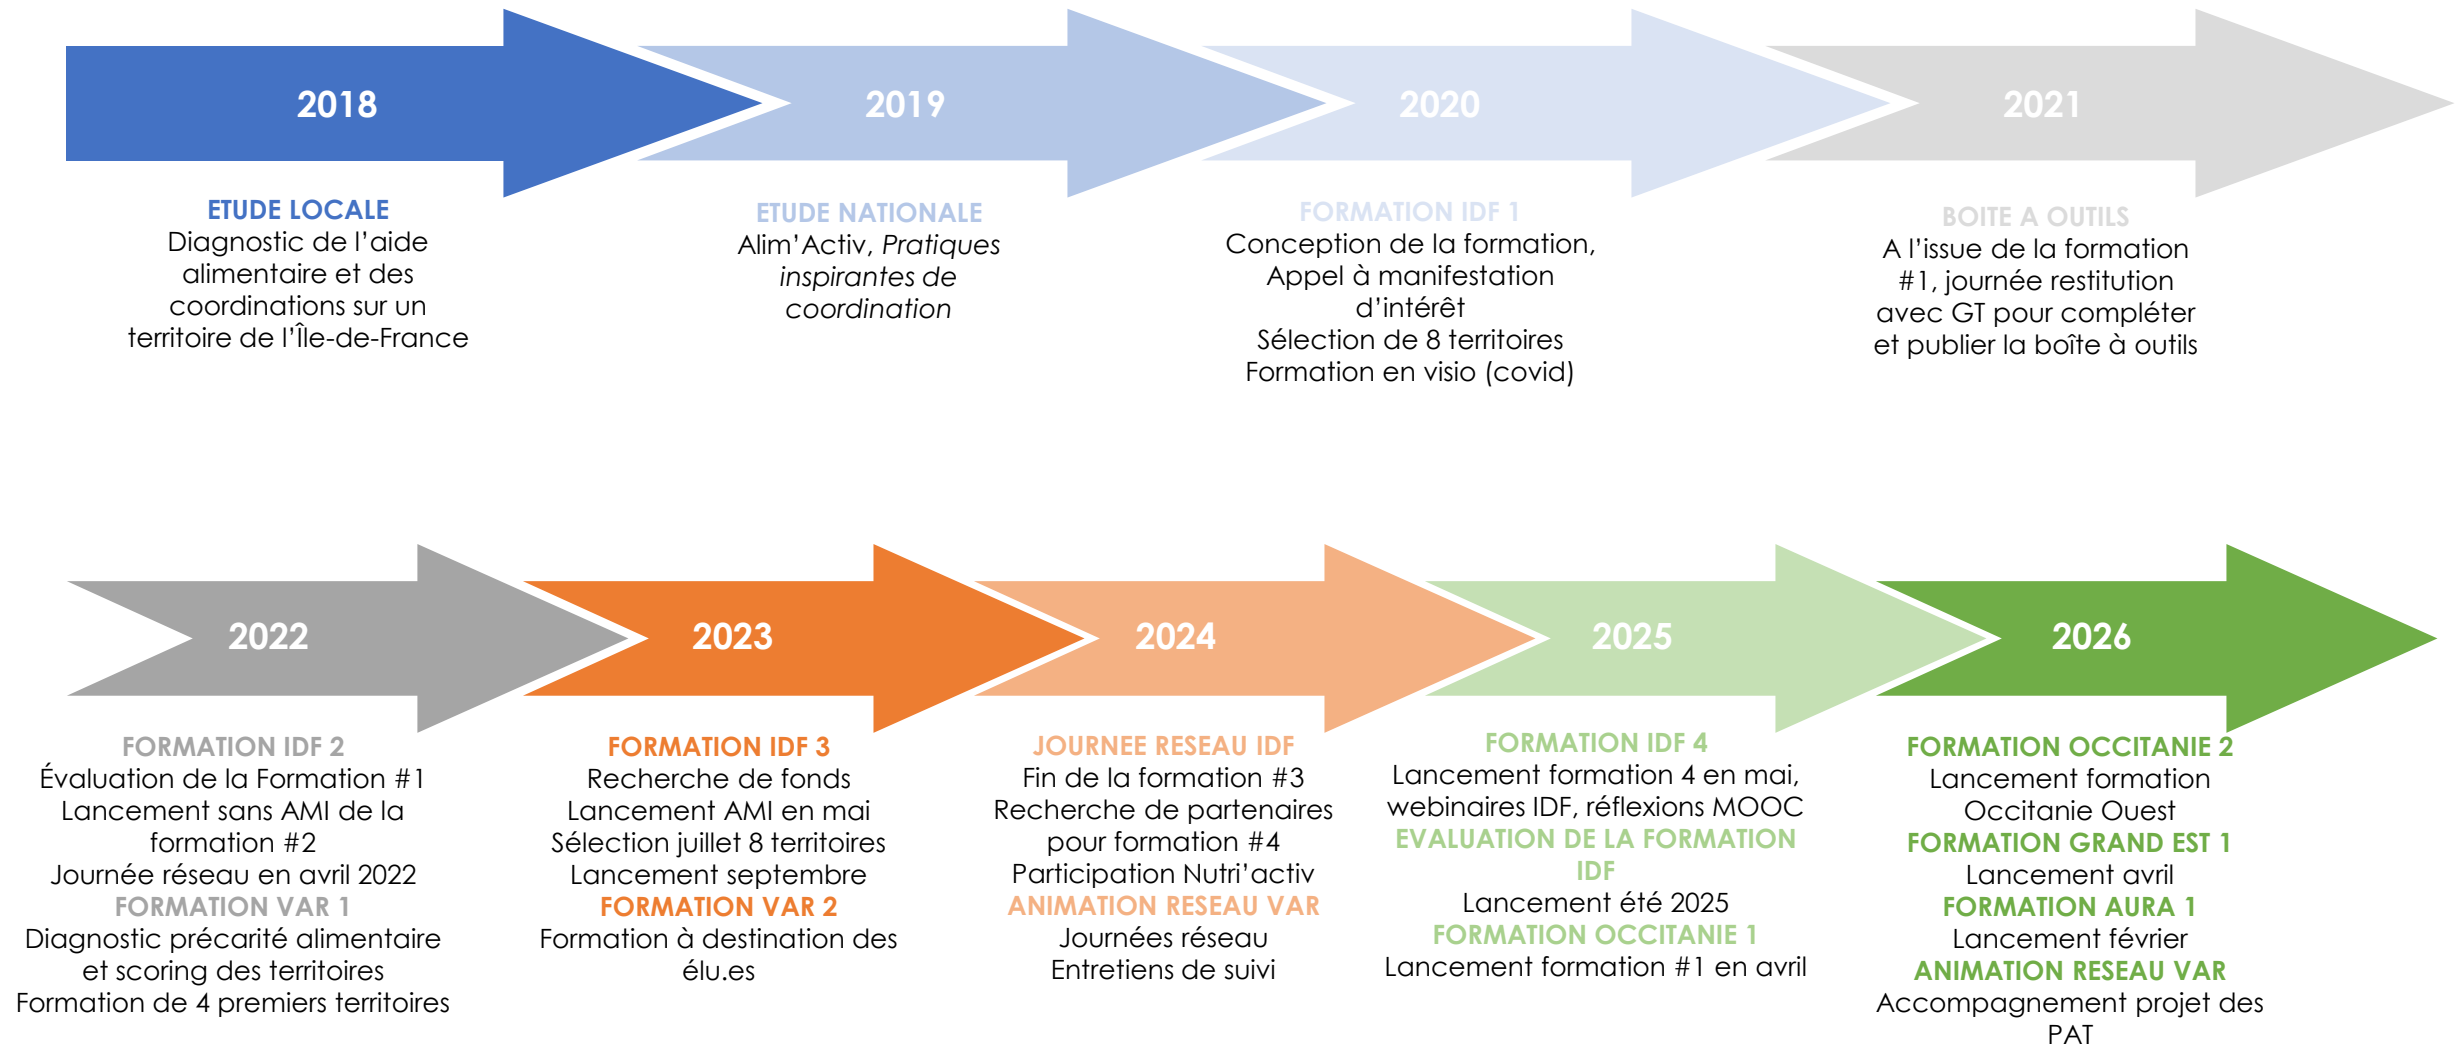 2018
2019
2020
2021
ETUDE LOCALE
Diagnostic de l'aide
alimentaire et des
coordinations sur un
territoire de l'Île-de-France
ETUDE NATIONALE
Alim'Activ, Pratiques
inspirantes de
coordination
FORMATION IDF 1
Conception de la formation,
Appel à manifestation
d'intérêt
Sélection de 8 territoires
Formation en visio (covid)
BOITE A OUTILS
A l'issue de la formation
#1, journée restitution
avec GT pour compléter
et publier la boîte à outils
2022
2023
2024
2025
2026
FORMATION IDF 2
Évaluation de la Formation #1
Lancement sans AMI de la
formation #2
Journée réseau en avril 2022
FORMATION VAR 1
Diagnostic précarité alimentaire
et scoring des territoires
Formation de 4 premiers territoires
FORMATION IDF 3
Recherche de fonds
Lancement AMI en mai
Sélection juillet 8 territoires
Lancement septembre
FORMATION VAR 2
Formation à destination des
élu.es
JOURNEE RESEAU IDF
Fin de la formation #3
Recherche de partenaires
pour formation #4
Participation Nutri'activ
ANIMATION RESEAU VAR
Journées réseau
Entretiens de suivi
FORMATION IDF 4
Lancement formation 4 en mai,
webinaires IDF, réflexions MOOC
EVALUATION DE LA FORMATION
IDF
Lancement été 2025
FORMATION OCCITANIE 1
Lancement formation #1 en avril
FORMATION OCCITANIE 2
Lancement formation
Occitanie Ouest
FORMATION GRAND EST 1
Lancement avril
FORMATION AURA 1
Lancement février
ANIMATION RESEAU VAR
Accompagnement projet des
PAT